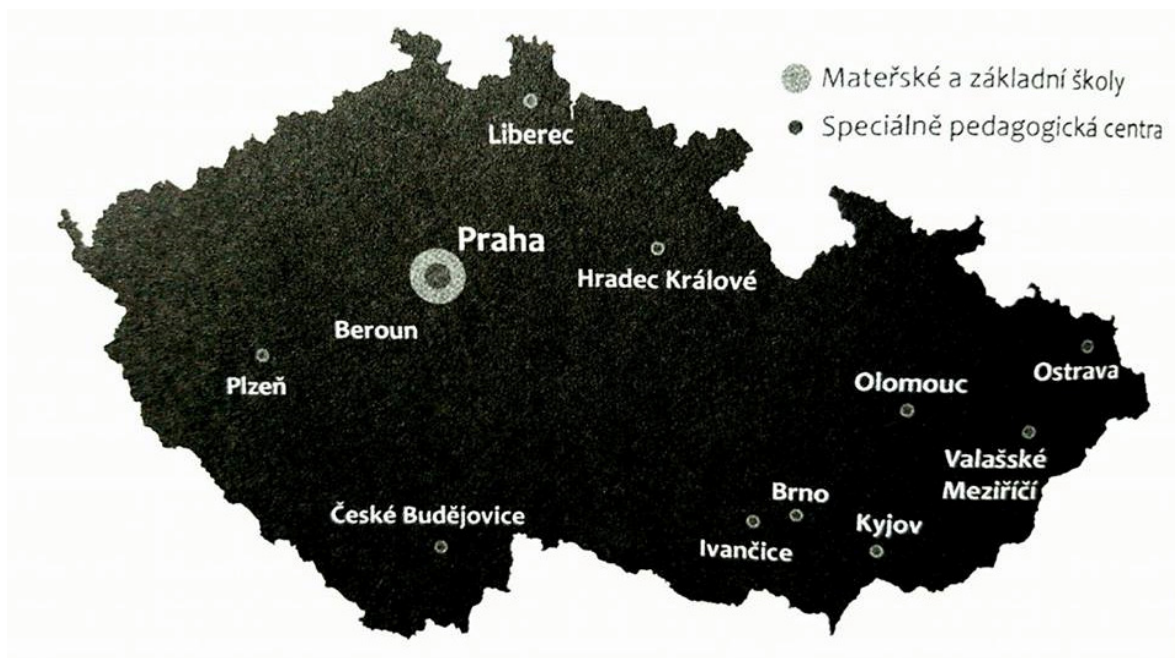 Mateřské a základní školy
Speciálně pedagogická centra
Liberec
Praha
Hradec Králové
Beroun
Plzeň
Ostrava
Olomouc
Valašské
Meziříčí
Brno
České Budějovice
Kyjov
Ivančice